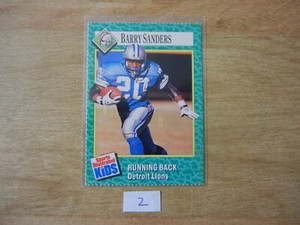 BARRY SANDERS
20
Sports
Illustrated
KIDS
RUNNING BACK
Detroit Lions
2